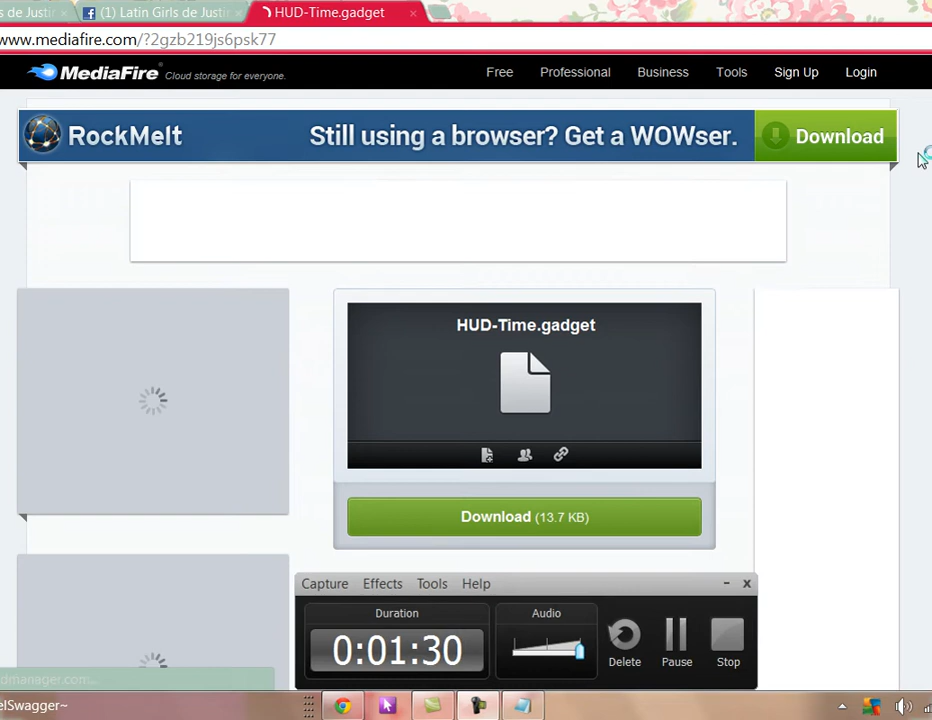 s de Justi
(1) Latin Girls de Justi
HUD-Time.gadget
www.mediafire.com/?2gzb219js6psk77
MediaFire Cloud storage for everyone.
Free Professional Business Tools Sign Up Login
RockMelt Still using a browser? Get a WOWser. Download
HUD-Time.gadget
Download (13.7 KB)
Capture Effects Tools Help
Duration Audio
0:01:30
Delete Pause Stop
dmanager.com...
elSwagger~